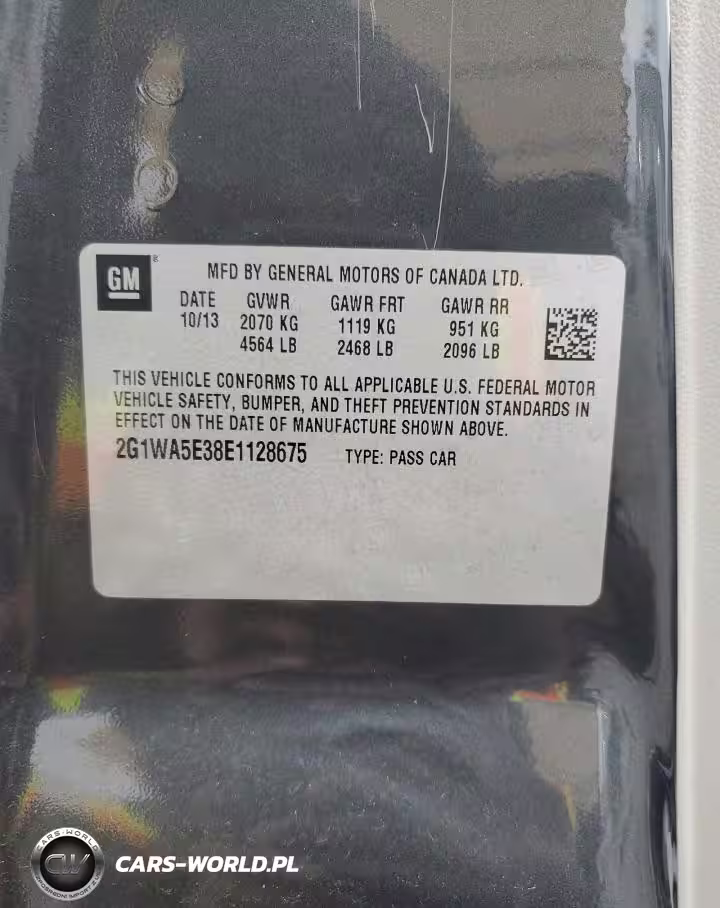 GM
MFD BY GENERAL MOTORS OF CANADA LTD.
DATE GVWR GAWR FRT GAWR RR
10/13 2070 KG 1119 KG 951 KG
4564 LB 2468 LB 2096 LB
THIS VEHICLE CONFORMS TO ALL APPLICABLE U.S. FEDERAL MOTOR
VEHICLE SAFETY, BUMPER, AND THEFT PREVENTION STANDARDS IN
EFFECT ON THE DATE OF MANUFACTURE SHOWN ABOVE.
2G1WA5E38E1128675 TYPE: PASS CAR
CARS-WORLD
CW
CARS-WORLD.PL